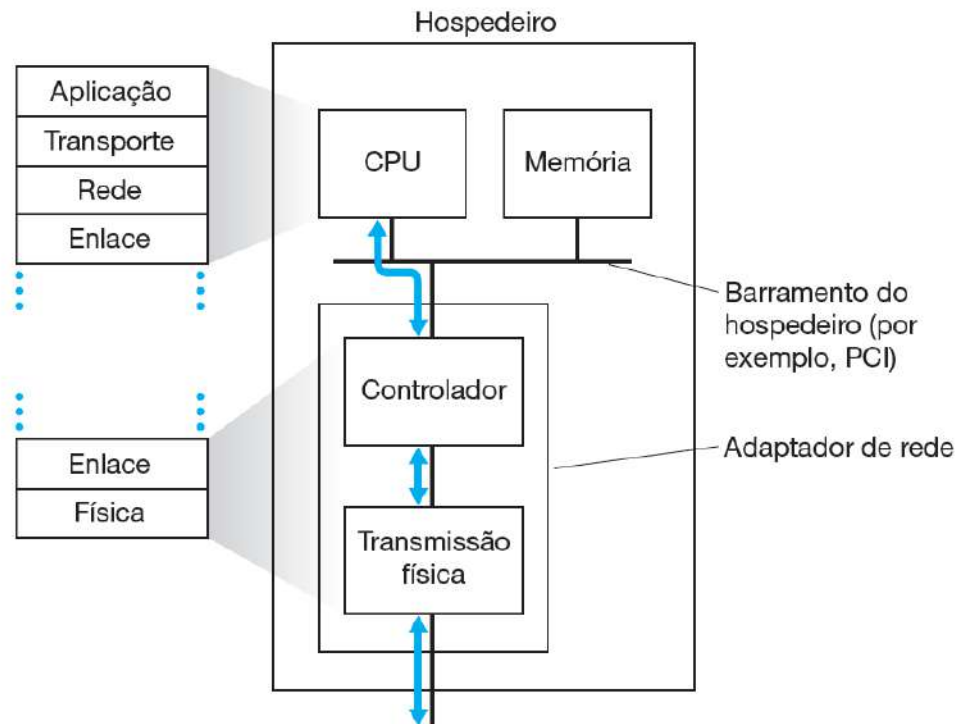 Hospedeiro
Aplicação
Transporte
Rede
Enlace
CPU
Memória
Barramento do
hospedeiro (por
exemplo, PCI)
Controlador
Adaptador de rede
Enlace
Física
Transmissão
física